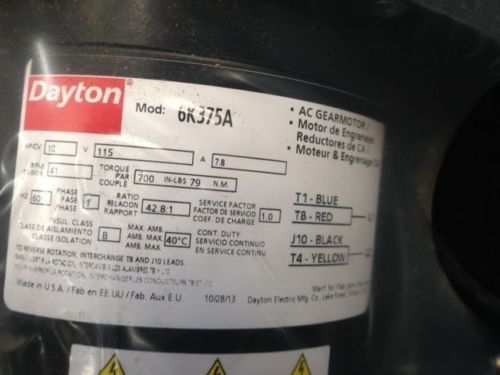 Dayton
Mod: 6K375A
• AC GEARMOTOR
• Motor de Engranajes
Reductores de CA
• Moteur & Engrenage
HP/CV 1/2 V 115 A 7.8
41 TORQUE PAR COUPLE 700 IN-LBS 79 N.M.
HZ 60 PHASE FASE PHASE 1 RATIO RELACION RAPPORT 42.8:1 SERVICE FACTOR FACTOR DE SERVICIO COEF. DE CHARGE 1.0
INSUL. CLASS CLASE DE AISLAMIENTO CLASSE ISOLATION B MAX. AMB. MAX. AMB. MAX. AMB. 40°C CONT. DUTY SERVICIO CONTINUO EN SERVICE CONTINU
T1 - BLUE
T8 - RED
J10 - BLACK
T4 - YELLOW
TO REVERSE ROTATION, INTERCHANGE T8 AND J10 LEADS.
Made in U.S.A. / Fab en EE.UU / Fab. Aux E U 10/28/13 Dayton Electric Mfg. Co., Lake Forest,